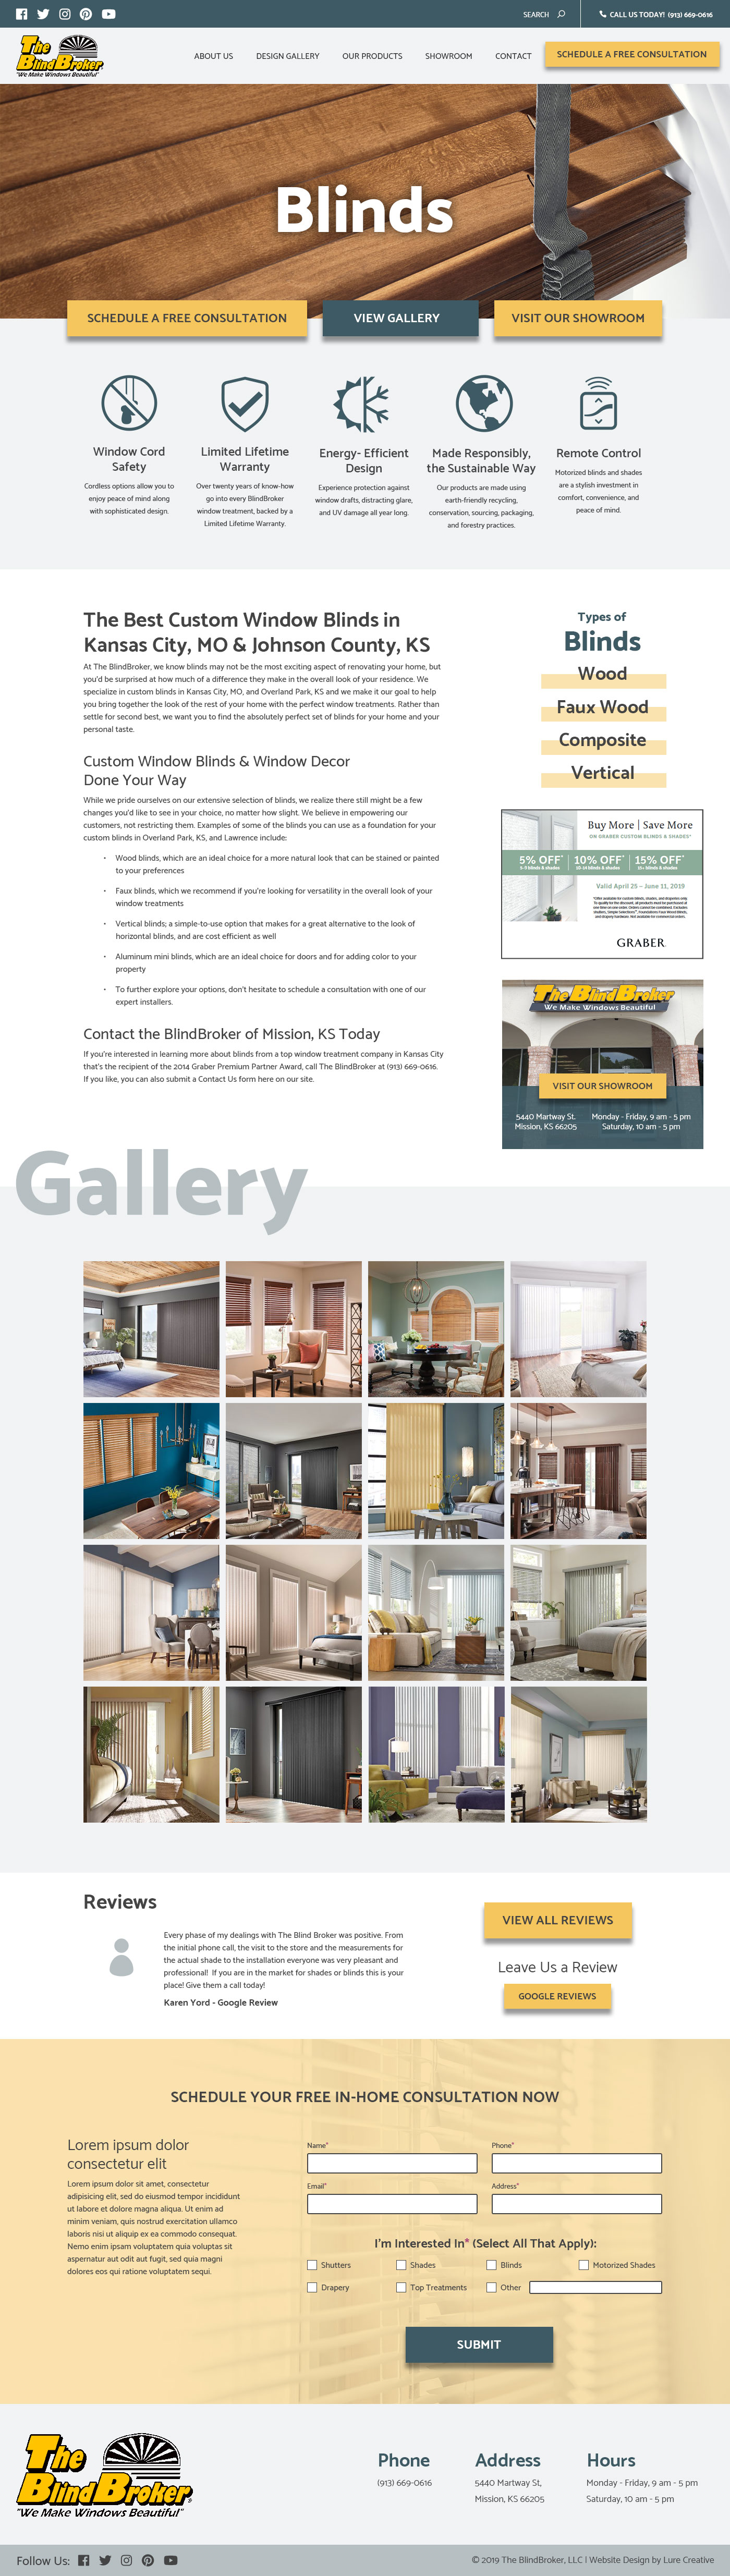 SEARCH
CALL US TODAY! (913) 669-0616
The
BlindBroker
"We Make Windows Beautiful"
ABOUT US
DESIGN GALLERY
OUR PRODUCTS
SHOWROOM
CONTACT
SCHEDULE A FREE CONSULTATION
Blinds
SCHEDULE A FREE CONSULTATION
VIEW GALLERY
VISIT OUR SHOWROOM
Window Cord
Safety
Cordless options allow you to
enjoy peace of mind along
with sophisticated design.
Limited Lifetime
Warranty
Over twenty years of know-how
go into every BlindBroker
window treatment, backed by a
Limited Lifetime Warranty.
Energy- Efficient
Design
Experience protection against
window drafts, distracting glare,
and UV damage all year long.
Made Responsibly,
the Sustainable Way
Our products are made using
earth-friendly recycling,
conservation, sourcing, packaging,
and forestry practices.
Remote Control
Motorized blinds and shades
are a stylish investment in
comfort, convenience, and
peace of mind.
The Best Custom Window Blinds in
Kansas City, MO & Johnson County, KS
At The BlindBroker, we know blinds may not be the most exciting aspect of renovating your home, but
you'd be surprised at how much of a difference they make in the overall look of your residence. We
specialize in custom blinds in Kansas City, MO, and Overland Park, KS and we make it our goal to help
you bring together the look of the rest of your home with the perfect window treatments. Rather than
settle for second best, we want you to find the absolutely perfect set of blinds for your home and your
personal taste.
Custom Window Blinds & Window Decor
Done Your Way
While we pride ourselves on our extensive selection of blinds, we realize there still might be a few
changes you'd like to see in your choice, no matter how slight. We believe in empowering our
customers, not restricting them. Examples of some of the blinds you can use as a foundation for your
custom blinds in Overland Park, KS, and Lawrence include:
• Wood blinds, which are an ideal choice for a more natural look that can be stained or painted
to your preferences
• Faux blinds, which we recommend if you're looking for versatility in the overall look of your
window treatments
• Vertical blinds; a simple-to-use option that makes for a great alternative to the look of
horizontal blinds, and are cost efficient as well
• Aluminum mini blinds, which are an ideal choice for doors and for adding color to your
property
• To further explore your options, don't hesitate to schedule a consultation with one of our
expert installers.
Contact the BlindBroker of Mission, KS Today
If you're interested in learning more about blinds from a top window treatment company in Kansas City
that's the recipient of the 2014 Graber Premium Partner Award, call The BlindBroker at (913) 669-0616.
If you like, you can also submit a Contact Us form here on our site.
Types of
Blinds
Wood
Faux Wood
Composite
Vertical
Buy More | Save More
ON GRABER CUSTOM BLINDS & SHADES*
5% OFF* 10% OFF* 15% OFF*
Valid April 25 – June 11, 2019
GRABER
The BlindBroker
We Make Windows Beautiful
VISIT OUR SHOWROOM
5440 Martway St.
Mission, KS 66205
Monday - Friday, 9 am - 5 pm
Saturday, 10 am - 5 pm
Gallery
Reviews
Every phase of my dealings with The Blind Broker was positive. From
the initial phone call, the visit to the store and the measurements for
the actual shade to the installation everyone was very pleasant and
professional! If you are in the market for shades or blinds this is your
place! Give them a call today!
Karen Yord - Google Review
VIEW ALL REVIEWS
Leave Us a Review
GOOGLE REVIEWS
SCHEDULE YOUR FREE IN-HOME CONSULTATION NOW
Lorem ipsum dolor
consectetur elit
Lorem ipsum dolor sit amet, consectetur
adipisicing elit, sed do eiusmod tempor incididunt
ut labore et dolore magna aliqua. Ut enim ad
minim veniam, quis nostrud exercitation ullamco
laboris nisi ut aliquip ex ea commodo consequat.
Nemo enim ipsam voluptatem quia voluptas sit
aspernatur aut odit aut fugit, sed quia magni
dolores eos qui ratione voluptatem sequi.
Name*
Phone*
Email*
Address*
I'm Interested In* (Select All That Apply):
Shutters
Shades
Blinds
Motorized Shades
Drapery
Top Treatments
Other
SUBMIT
The
BlindBroker
"We Make Windows Beautiful"
Phone
(913) 669-0616
Address
5440 Martway St,
Mission, KS 66205
Hours
Monday - Friday, 9 am - 5 pm
Saturday, 10 am - 5 pm
Follow Us:
© 2019 The BlindBroker, LLC | Website Design by Lure Creative